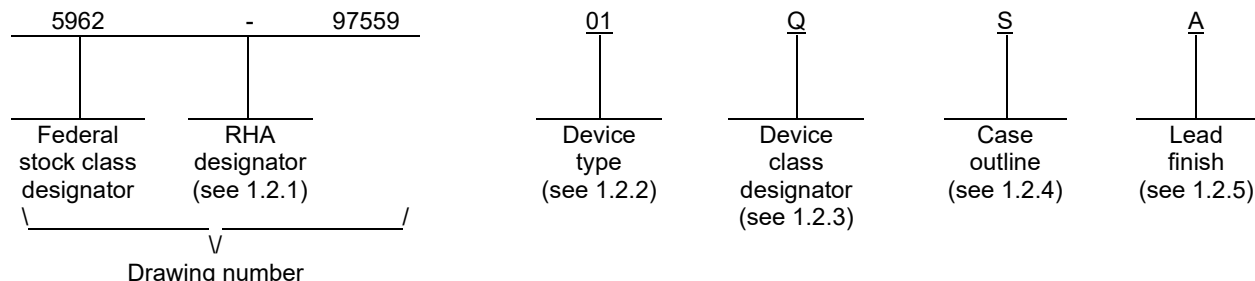 5962 - 97559 01 Q S A
Federal stock class designator
RHA designator (see 1.2.1)
Device type (see 1.2.2)
Device class designator (see 1.2.3)
Case outline (see 1.2.4)
Lead finish (see 1.2.5)
\ / \/
Drawing number